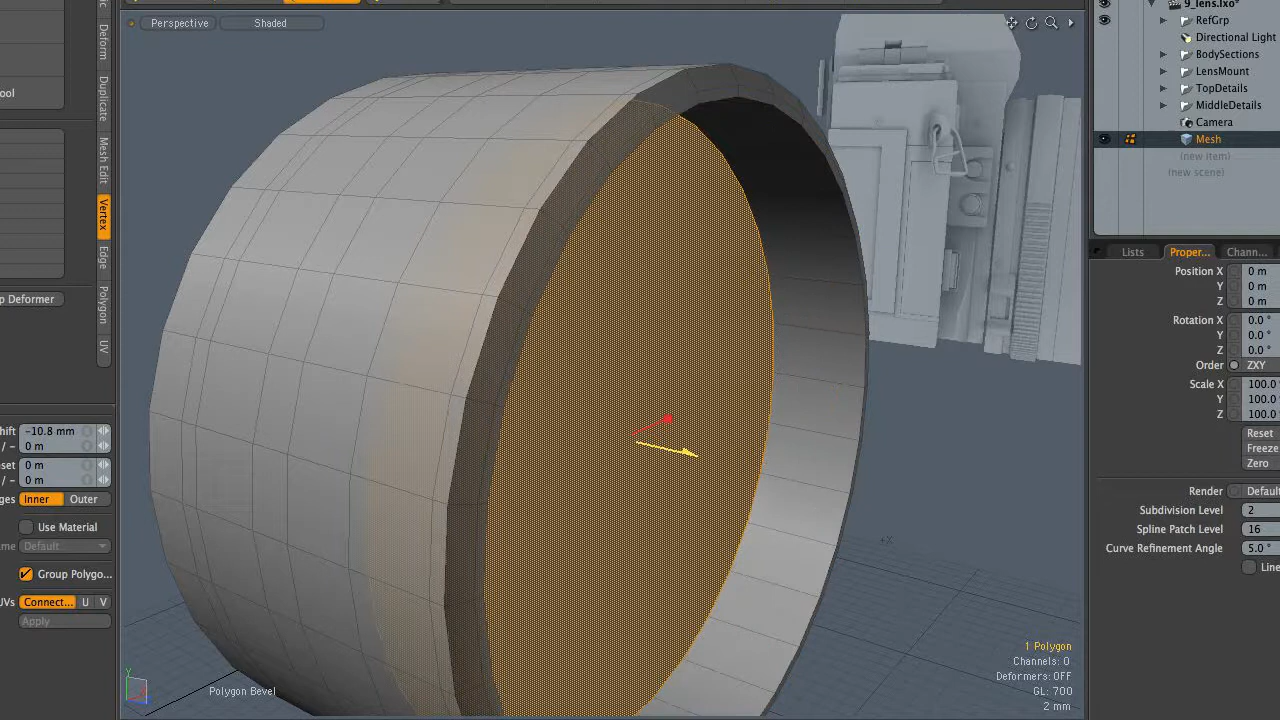 Perspective
Shaded
9_lens.lxo*
RefGrp
Directional Light
BodySections
LensMount
TopDetails
MiddleDetails
Camera
Mesh
(new item)
(new scene)
Deform
Duplicate
Mesh Edit
Vertex
Edge
Polygon
UV
Lists
Proper...
Chann...
Position X 0 m
Y 0 m
Z 0 m
Rotation X 0.0 °
Y 0.0 °
Z 0.0 °
Order ZXY
Scale X 100.0
Y 100.0
Z 100.0
Reset
Freeze
Zero
Render Default
Subdivision Level 2
Spline Patch Level 16
Curve Refinement Angle 5.0 °
Line
ool
p Deformer
hift -10.8 mm
/ - 0 m
set 0 m
/ - 0 m
ges Inner Outer
Use Material
me Default
Group Polygo...
UVs Connect... U V
Apply
+X
1 Polygon
Channels: 0
Deformers: OFF
GL: 700
2 mm
Polygon Bevel
Y